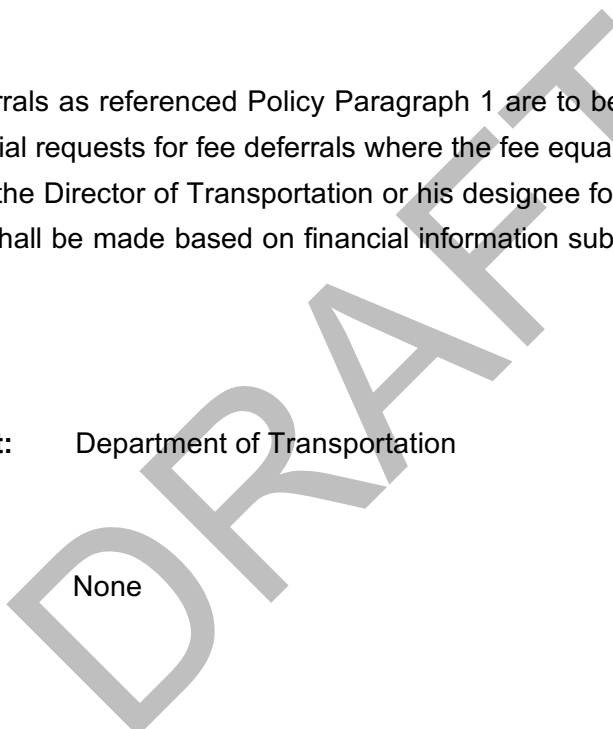 rrals as referenced Policy Paragraph 1 are to be
ial requests for fee deferrals where the fee equa
the Director of Transportation or his designee fo
hall be made based on financial information sub
t: Department of Transportation
None
DRAFT